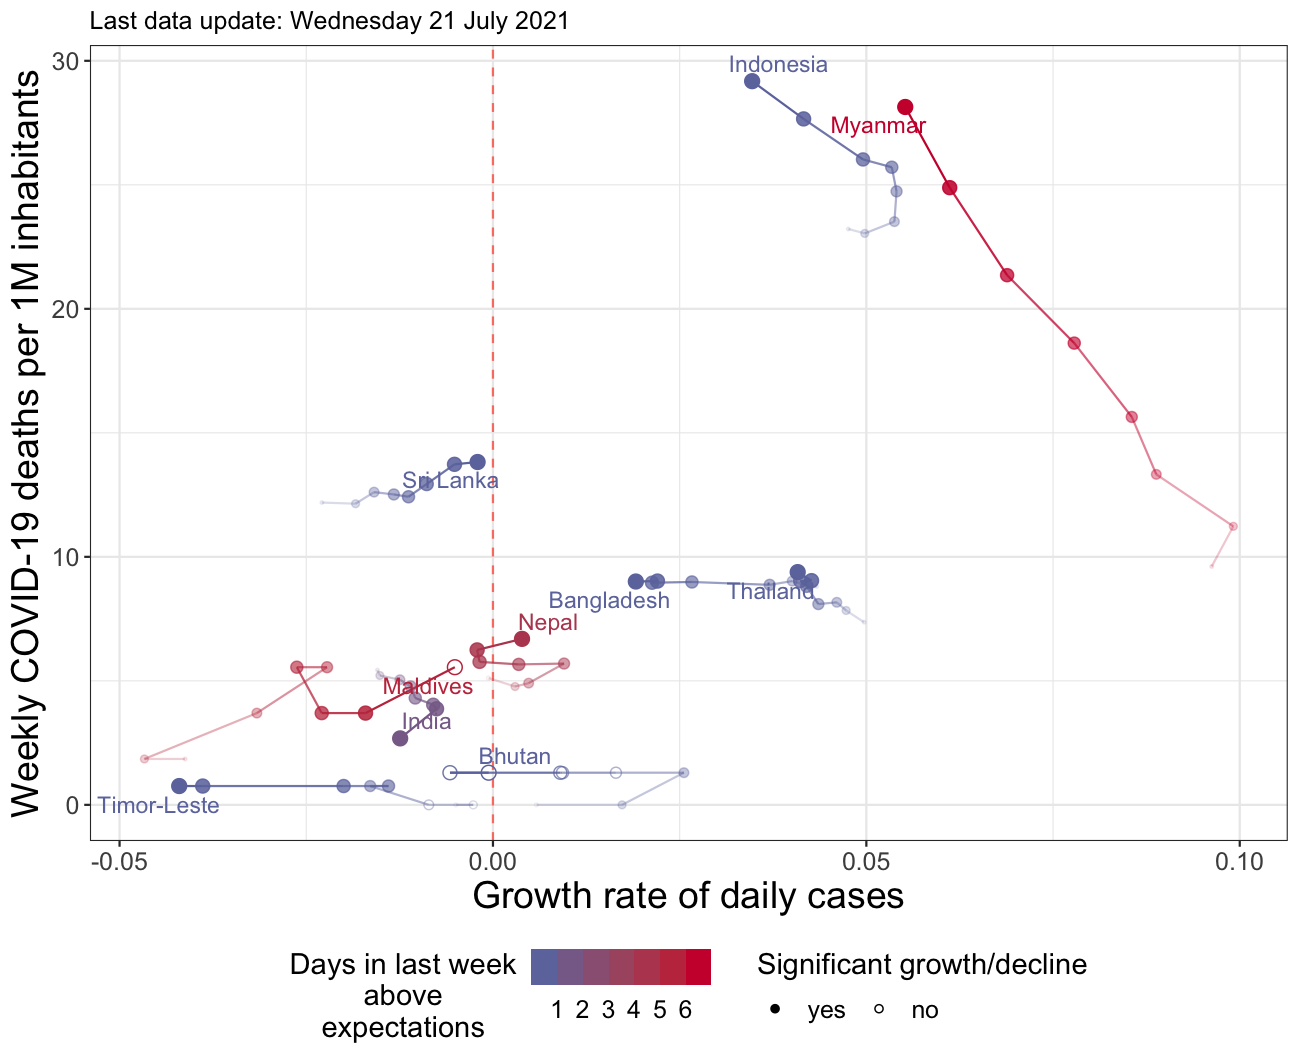 Last data update: Wednesday 21 July 2021
Weekly COVID-19 deaths per 1M inhabitants
30
20
10
0
Indonesia
Myanmar
Sri Lanka
Thailand
Bangladesh
Nepal
Maldives
India
Bhutan
Timor-Leste
-0.05
0.00
0.05
0.10
Growth rate of daily cases
Days in last week
above
expectations
1 2 3 4 5 6
Significant growth/decline
yes no